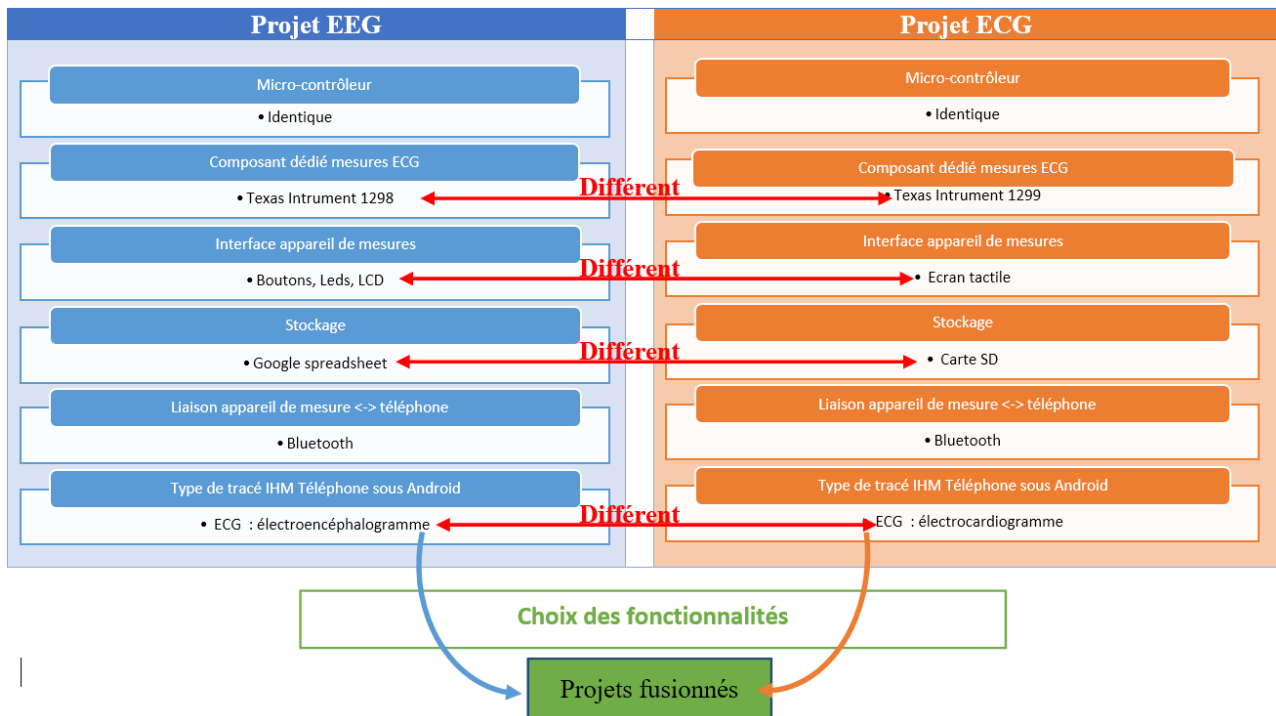 Projet EEG
Micro-contrôleur
• Identique
Composant dédié mesures ECG
• Texas Intrument 1298
Interface appareil de mesures
• Boutons, Leds, LCD
Stockage
• Google spreadsheet
Liaison appareil de mesure <-> téléphone
• Bluetooth
Type de tracé IHM Téléphone sous Android
• ECG : électroencéphalogramme
Différent
Différent
Différent
Différent
Projet ECG
Micro-contrôleur
• Identique
Composant dédié mesures ECG
• Texas Intrument 1299
Interface appareil de mesures
• Ecran tactile
Stockage
• Carte SD
Liaison appareil de mesure <-> téléphone
• Bluetooth
Type de tracé IHM Téléphone sous Android
ECG : électrocardiogramme
Choix des fonctionnalités
Projets fusionnés